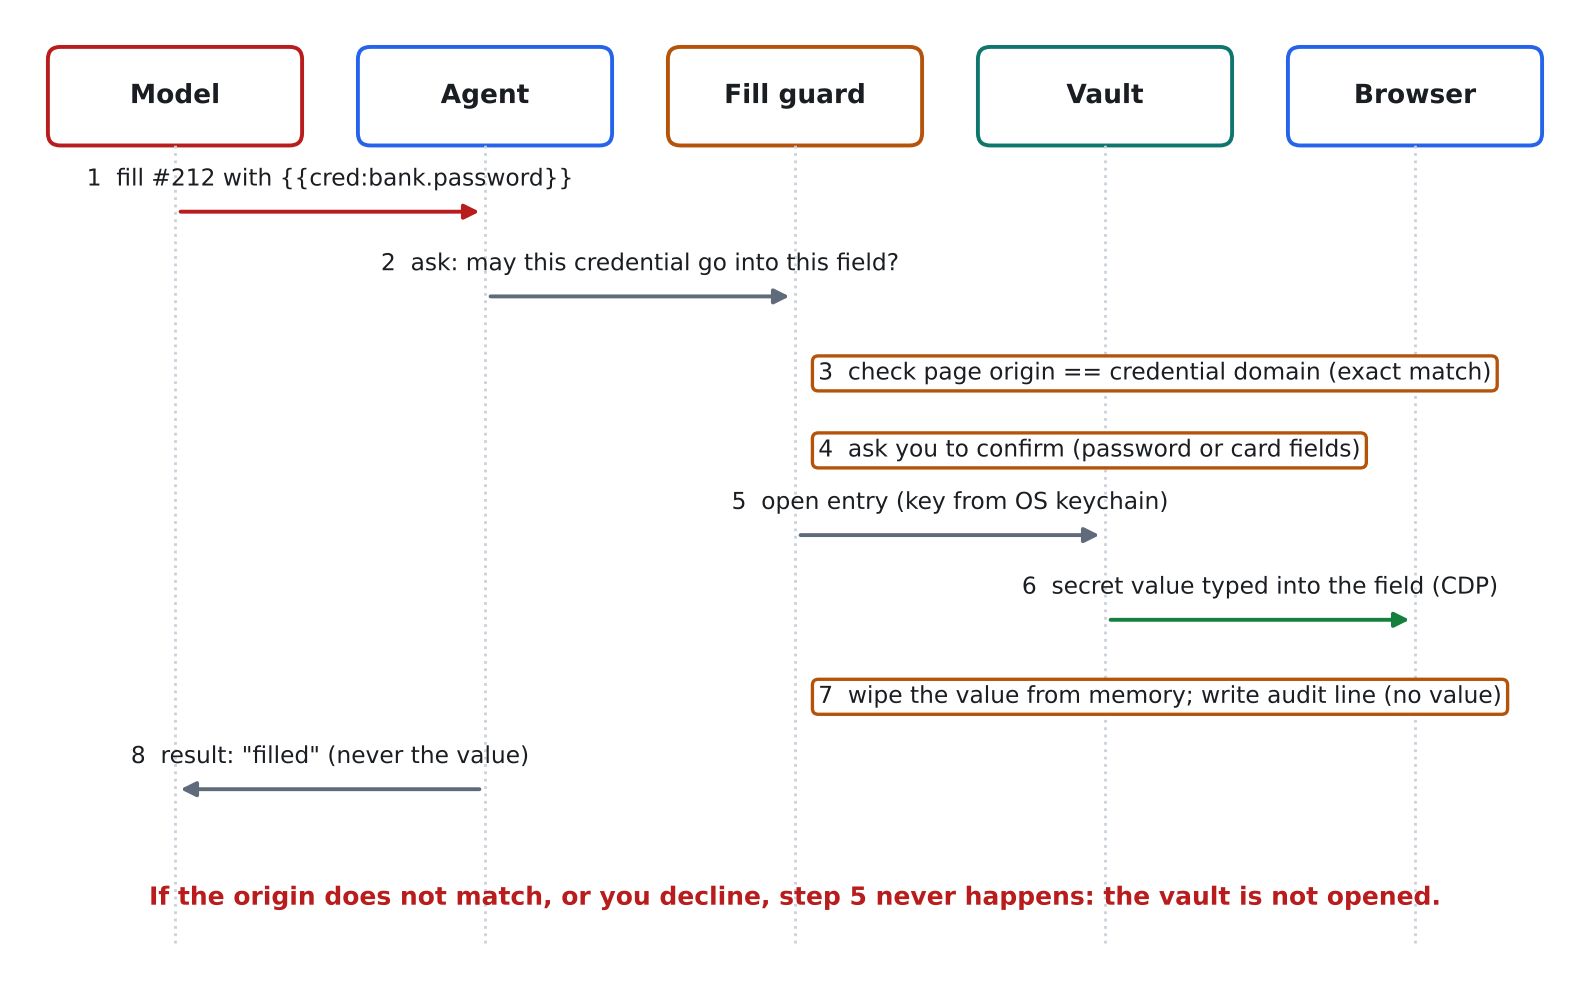 Model
Agent
Fill guard
Vault
Browser
1  fill #212 with {{cred:bank.password}}
2  ask: may this credential go into this field?
3  check page origin == credential domain (exact match)
4  ask you to confirm (password or card fields)
5  open entry (key from OS keychain)
6  secret value typed into the field (CDP)
7  wipe the value from memory; write audit line (no value)
8  result: "filled" (never the value)
If the origin does not match, or you decline, step 5 never happens: the vault is not opened.